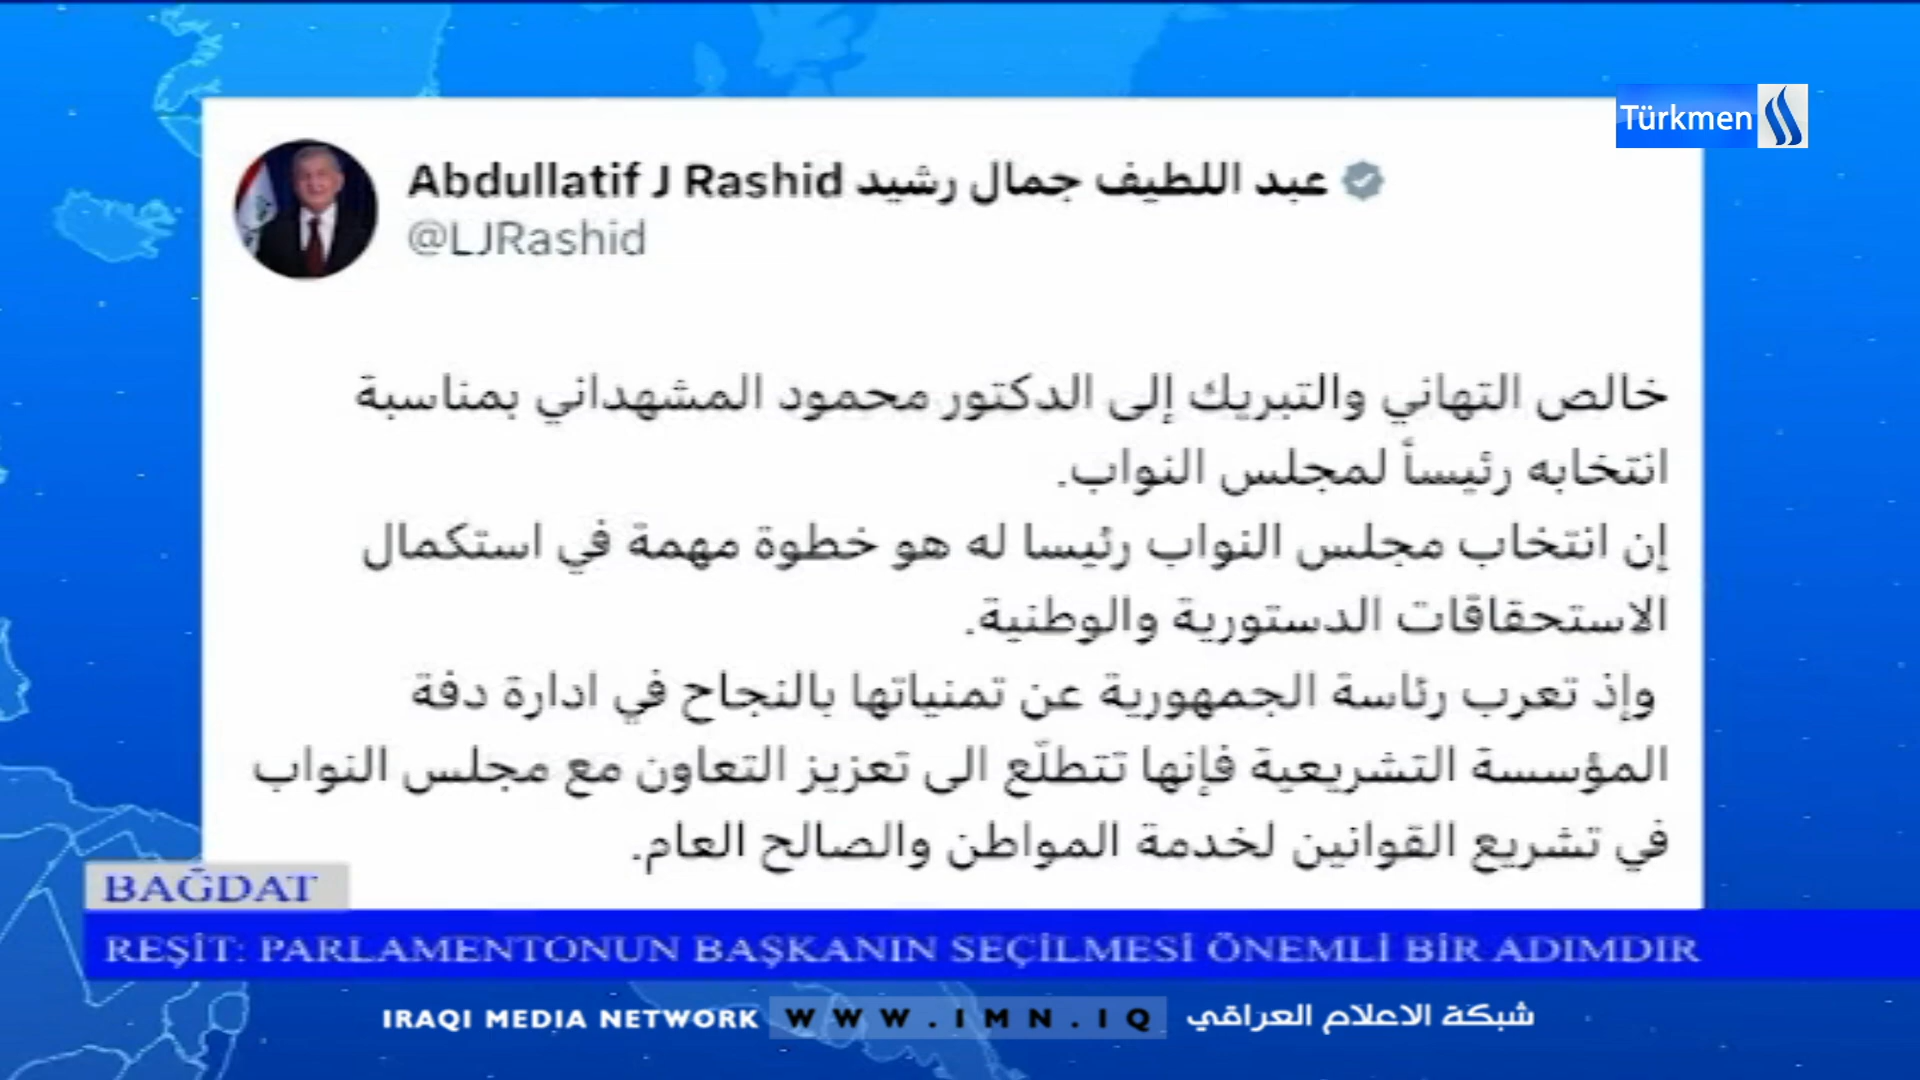 Türkmen
Abdullatif J Rashid عبد اللطيف جمال رشيد
@LJRashid
خالص التهاني والتبريك إلى الدكتور محمود المشهداني بمناسبة
انتخابه رئيسأ لمجلس النواب.
إن انتخاب مجلس النواب رئيسا له هو خطوة مهمة في استكمال
الاستحقاقات الدستورية والوطنية.
وإذ تعرب رئاسة الجمهورية عن تمنياتها بالنجاح في ادارة دفة
المؤسسة التشريعية فإنها تتطلّع الى تعزيز التعاون مع مجلس النواب
في تشريع القوانين لخدمة المواطن والصالح العام.
BAĞDAT
REŞİT: PARLAMENTONUN BAŞKANIN SEÇİLMESİ ÖNEMLİ BİR ADIMDIR
IRAQI MEDIA NETWORK WWW.IMN.IQ شبكة الاعلام العراقي